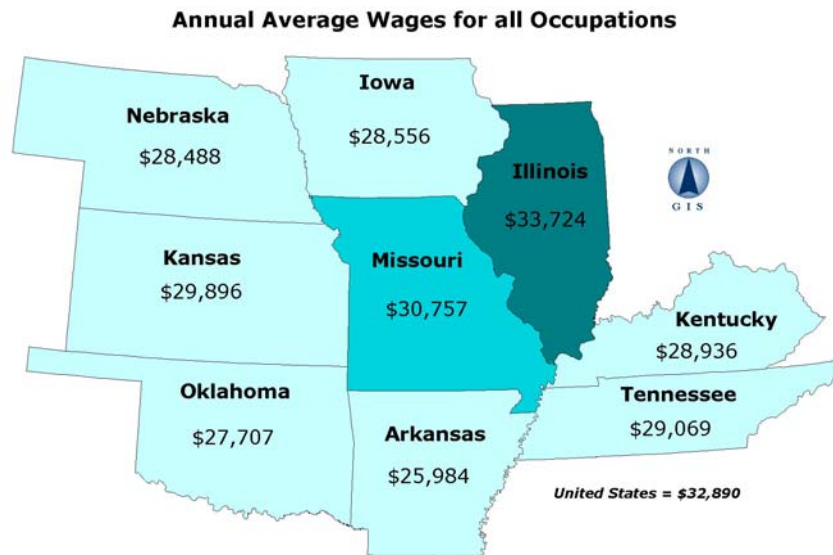 Annual Average Wages for all Occupations
Iowa
$28,556
Nebraska
$28,488
Illinois
$33,724
NORTH
GIS
Kansas
$29,896
Missouri
$30,757
Kentucky
$28,936
Oklahoma
$27,707
Arkansas
$25,984
Tennessee
$29,069
United States = $32,890